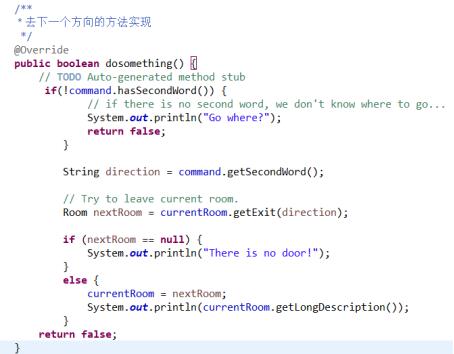 /**
* 去下一个方向的方法实现
*/
@Override
public boolean dosomething() {
// TODO Auto-generated method stub
if(!command.hasSecondWord()) {
// if there is no second word, we don't know where to go...
System.out.println("Go where?");
return false;
}
String direction = command.getSecondWord();
// Try to leave current room.
Room nextRoom = currentRoom.getExit(direction);
if (nextRoom == null) {
System.out.println("There is no door!");
}
else {
currentRoom = nextRoom;
System.out.println(currentRoom.getLongDescription());
}
return false;
}